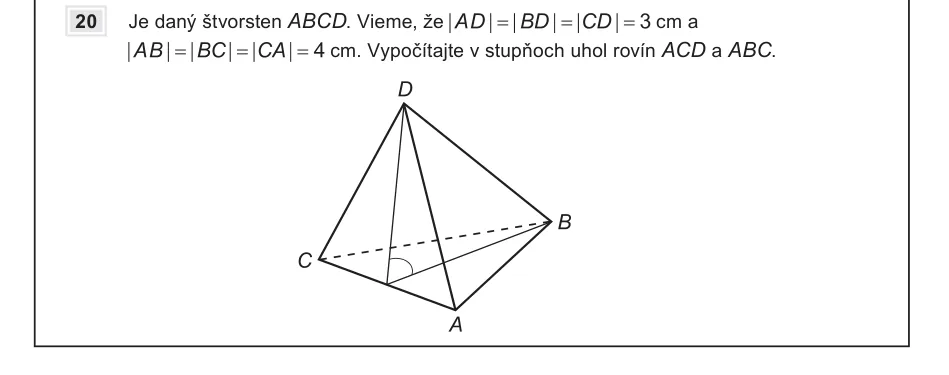 20 Je daný štvorsten ABCD. Vieme, že |AD|=|BD|=|CD|=3 cm a
|AB|=|BC|=|CA|=4 cm. Vypočítajte v stupňoch uhol rovín ACD a ABC.
D
B
C
A